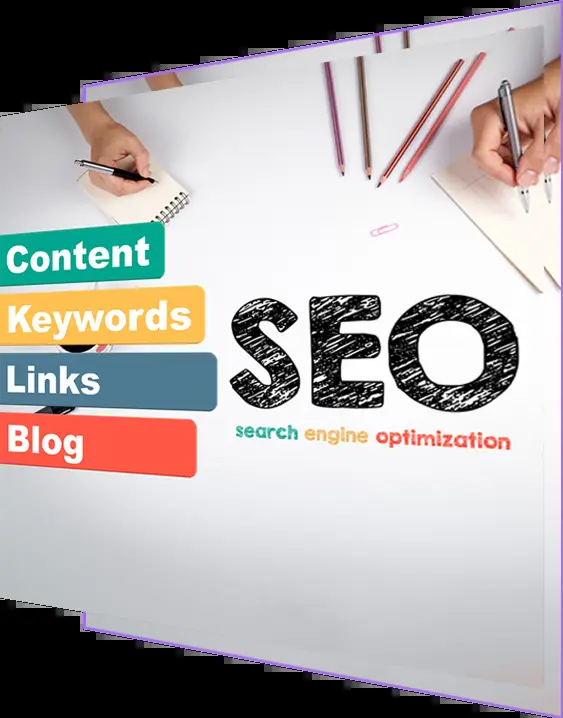 Content
Keywords
Links
Blog
SEO
search engine optimization